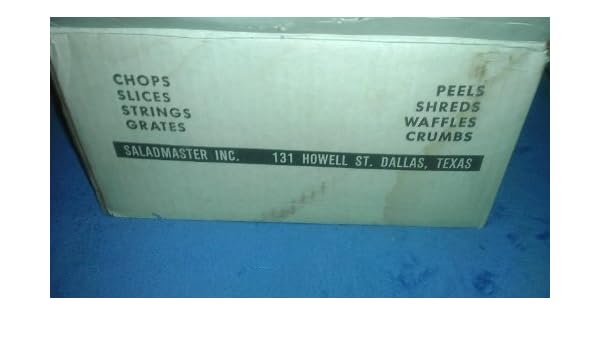 CHOPS
SLICES
STRINGS
GRATES
PEELS
SHREDS
WAFFLES
CRUMBS
SALADMASTER INC. 131 HOWELL ST. DALLAS, TEXAS